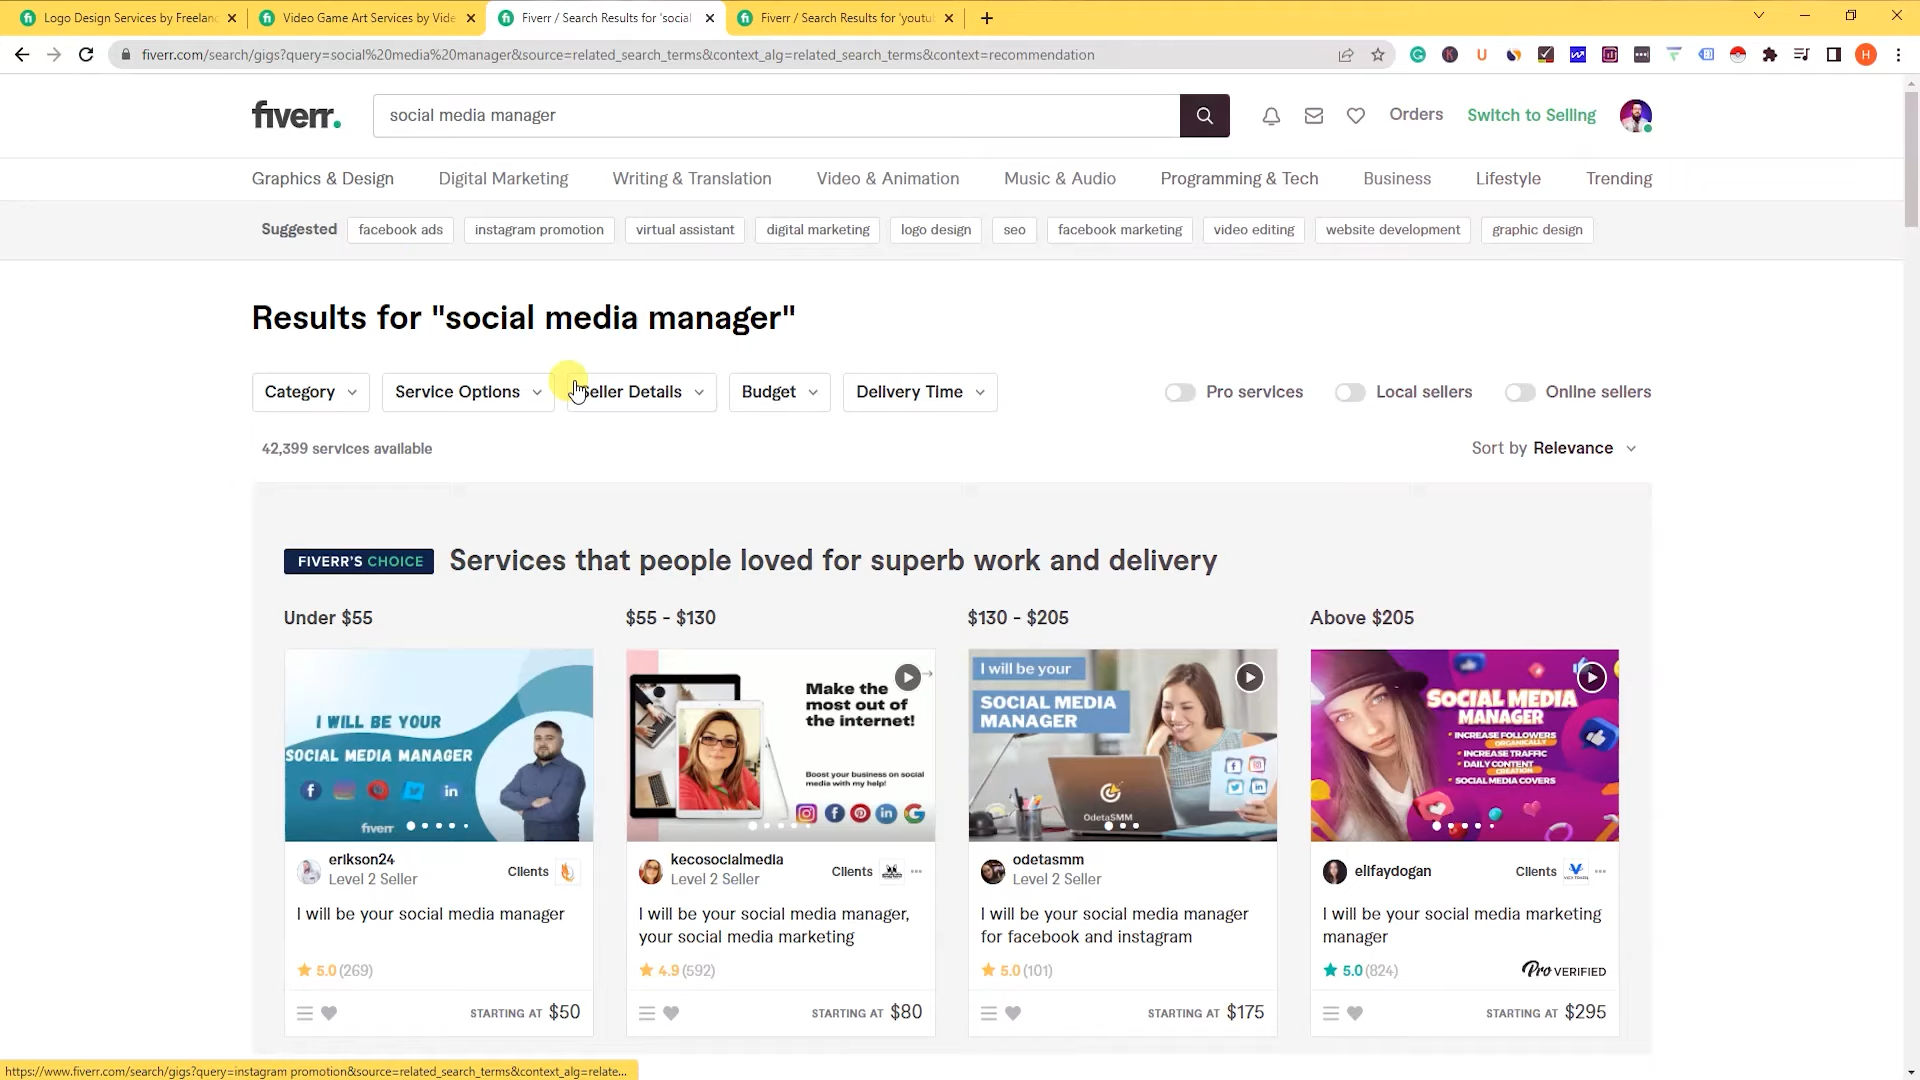 Logo Design Services by Freelanc
Video Game Art Services by Vide
Fiverr / Search Results for 'social
Fiverr / Search Results for 'youtu
fiverr.com/search/gigs?query=social%20media%20manager&source=related_search_terms&context_alg=related_search_terms&context=recommendation
fiverr.
social media manager
Orders
Switch to Selling
Graphics & Design
Digital Marketing
Writing & Translation
Video & Animation
Music & Audio
Programming & Tech
Business
Lifestyle
Trending
Suggested
facebook ads
instagram promotion
virtual assistant
digital marketing
logo design
seo
facebook marketing
video editing
website development
graphic design
Results for "social media manager"
Category
Service Options
Seller Details
Budget
Delivery Time
Pro services
Local sellers
Online sellers
42,399 services available
Sort by Relevance
FIVERR'S CHOICE
Services that people loved for superb work and delivery
Under $55
$55 - $130
$130 - $205
Above $205
I WILL BE YOUR
SOCIAL MEDIA MANAGER
fiverr
Make the
most out of
the internet!
Boost your business on social
media with my help!
I will be your
SOCIAL MEDIA
MANAGER
OdetaSMM
SOCIAL MEDIA
MANAGER
INCREASE FOLLOWERS
ORGANICALLY
INCREASE TRAFFIC
DAILY CONTENT
CREATION
SOCIAL MEDIA COVERS
erikson24
Level 2 Seller
Clients
kecosocialmedia
Level 2 Seller
Clients
odetasmm
Level 2 Seller
elifaydogan
Clients
I will be your social media manager
I will be your social media manager,
your social media marketing
I will be your social media manager
for facebook and instagram
I will be your social media marketing
manager
5.0 (269)
4.9 (592)
5.0 (101)
5.0 (824)
Pro VERIFIED
STARTING AT $50
STARTING AT $80
STARTING AT $175
STARTING AT $295
https://www.fiverr.com/search/gigs?query=instagram promotion&source=related_search_terms&context_alg=relate...